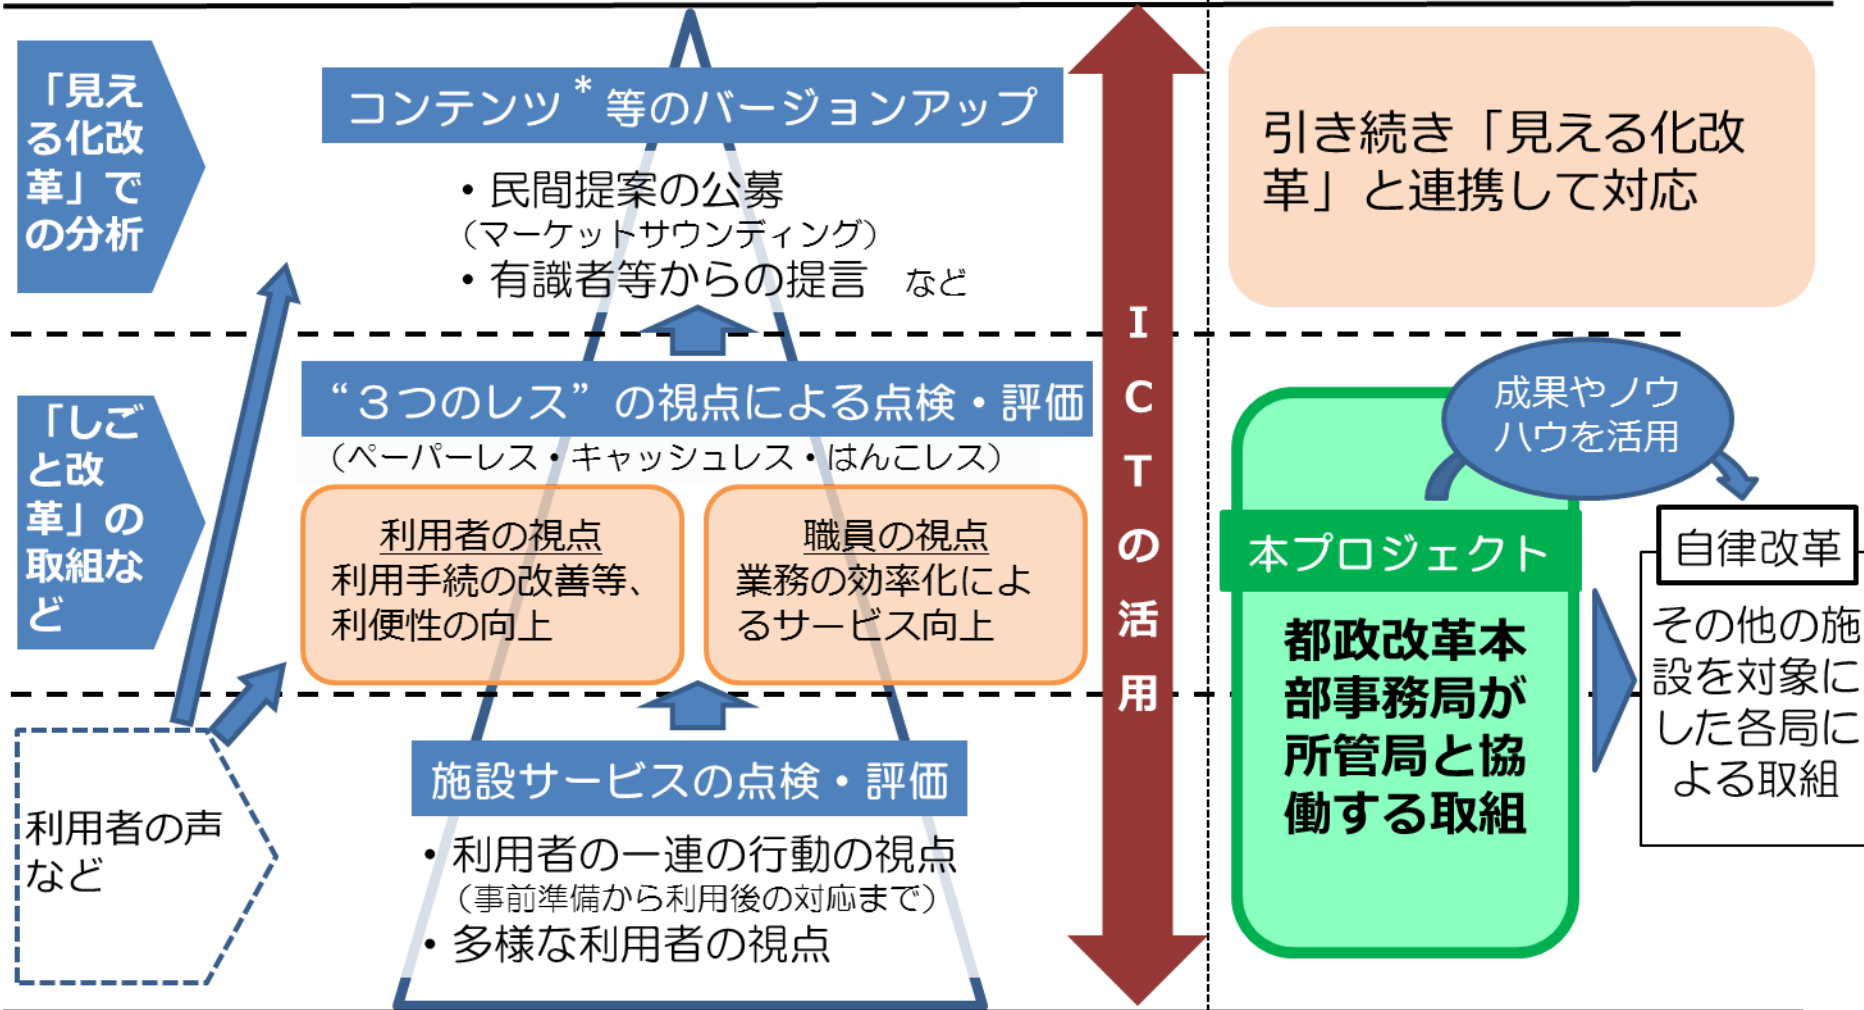 「見え
る化改
革」で
の分析
コンテンツ＊等のバージョンアップ
・民間提案の公募
（マーケットサウンディング）
・有識者等からの提言　など
引き続き「見える化改
革」と連携して対応
「しご
と改
革」の
取組な
ど
“３つのレス”の視点による点検・評価
（ペーパーレス・キャッシュレス・はんこレス）
利用者の視点
利用手続の改善等、
利便性の向上
職員の視点
業務の効率化によ
るサービス向上
ＩＣＴの活用
成果やノウ
ハウを活用
本プロジェクト
都政改革本
部事務局が
所管局と協
働する取組
自律改革
その他の施
設を対象に
した各局に
よる取組
利用者の声
など
施設サービスの点検・評価
・利用者の一連の行動の視点
（事前準備から利用後の対応まで）
・多様な利用者の視点